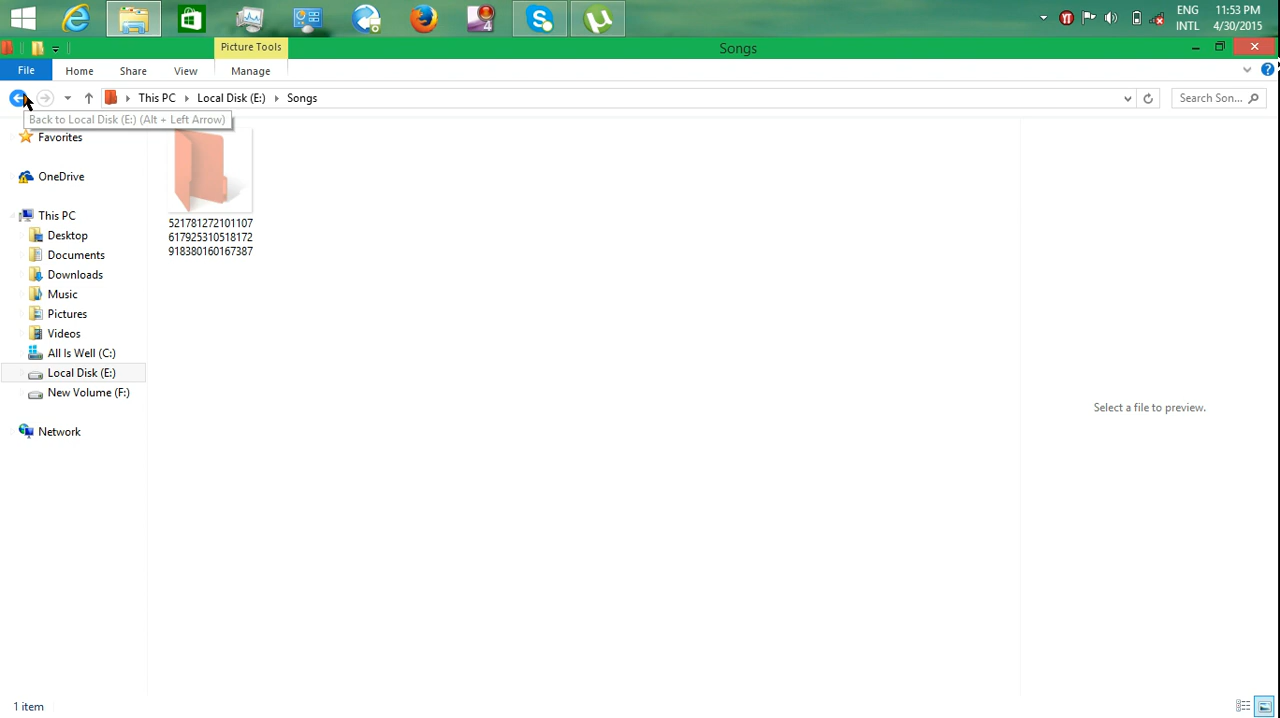 ENG 11:53 PM
INTL 4/30/2015
Picture Tools
Songs
File Home Share View Manage
This PC Local Disk (E:) Songs
Search Son...
Back to Local Disk (E:) (Alt + Left Arrow)
Favorites
OneDrive
This PC
Desktop
Documents
Downloads
Music
Pictures
Videos
All Is Well (C:)
Local Disk (E:)
New Volume (F:)
Network
521781272101107
617925310518172
918380160167387
Select a file to preview.
1 item